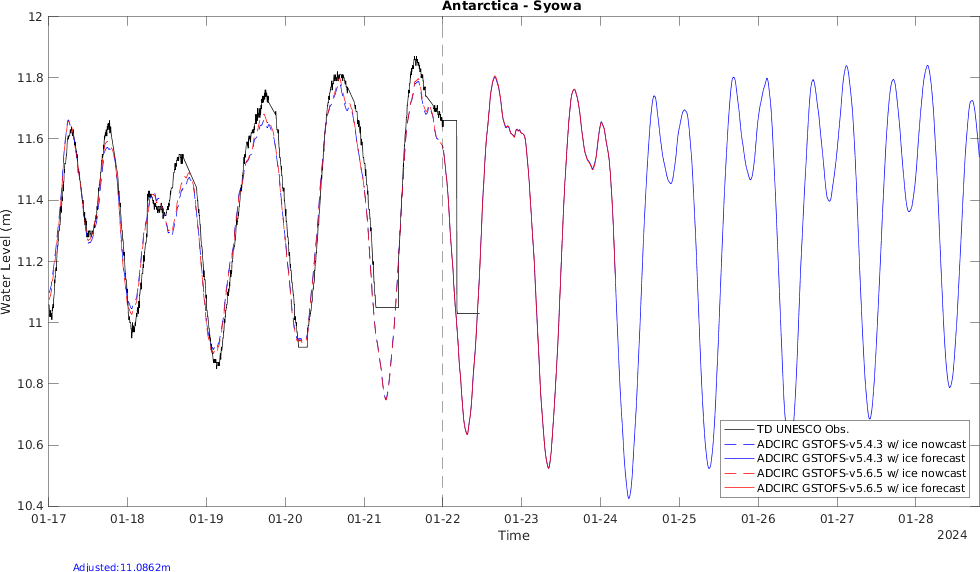 Antarctica - Syowa
12
11.8
11.6
11.4
11.2
11
10.8
10.6
10.4
Water Level (m)
TD UNESCO Obs.
ADCIRC GSTOFS-v5.4.3 w/ ice nowcast
ADCIRC GSTOFS-v5.4.3 w/ ice forecast
ADCIRC GSTOFS-v5.6.5 w/ ice nowcast
ADCIRC GSTOFS-v5.6.5 w/ ice forecast
01-17 01-18 01-19 01-20 01-21 01-22 01-23 01-24 01-25 01-26 01-27 01-28
Time
2024
Adjusted:11.0862m